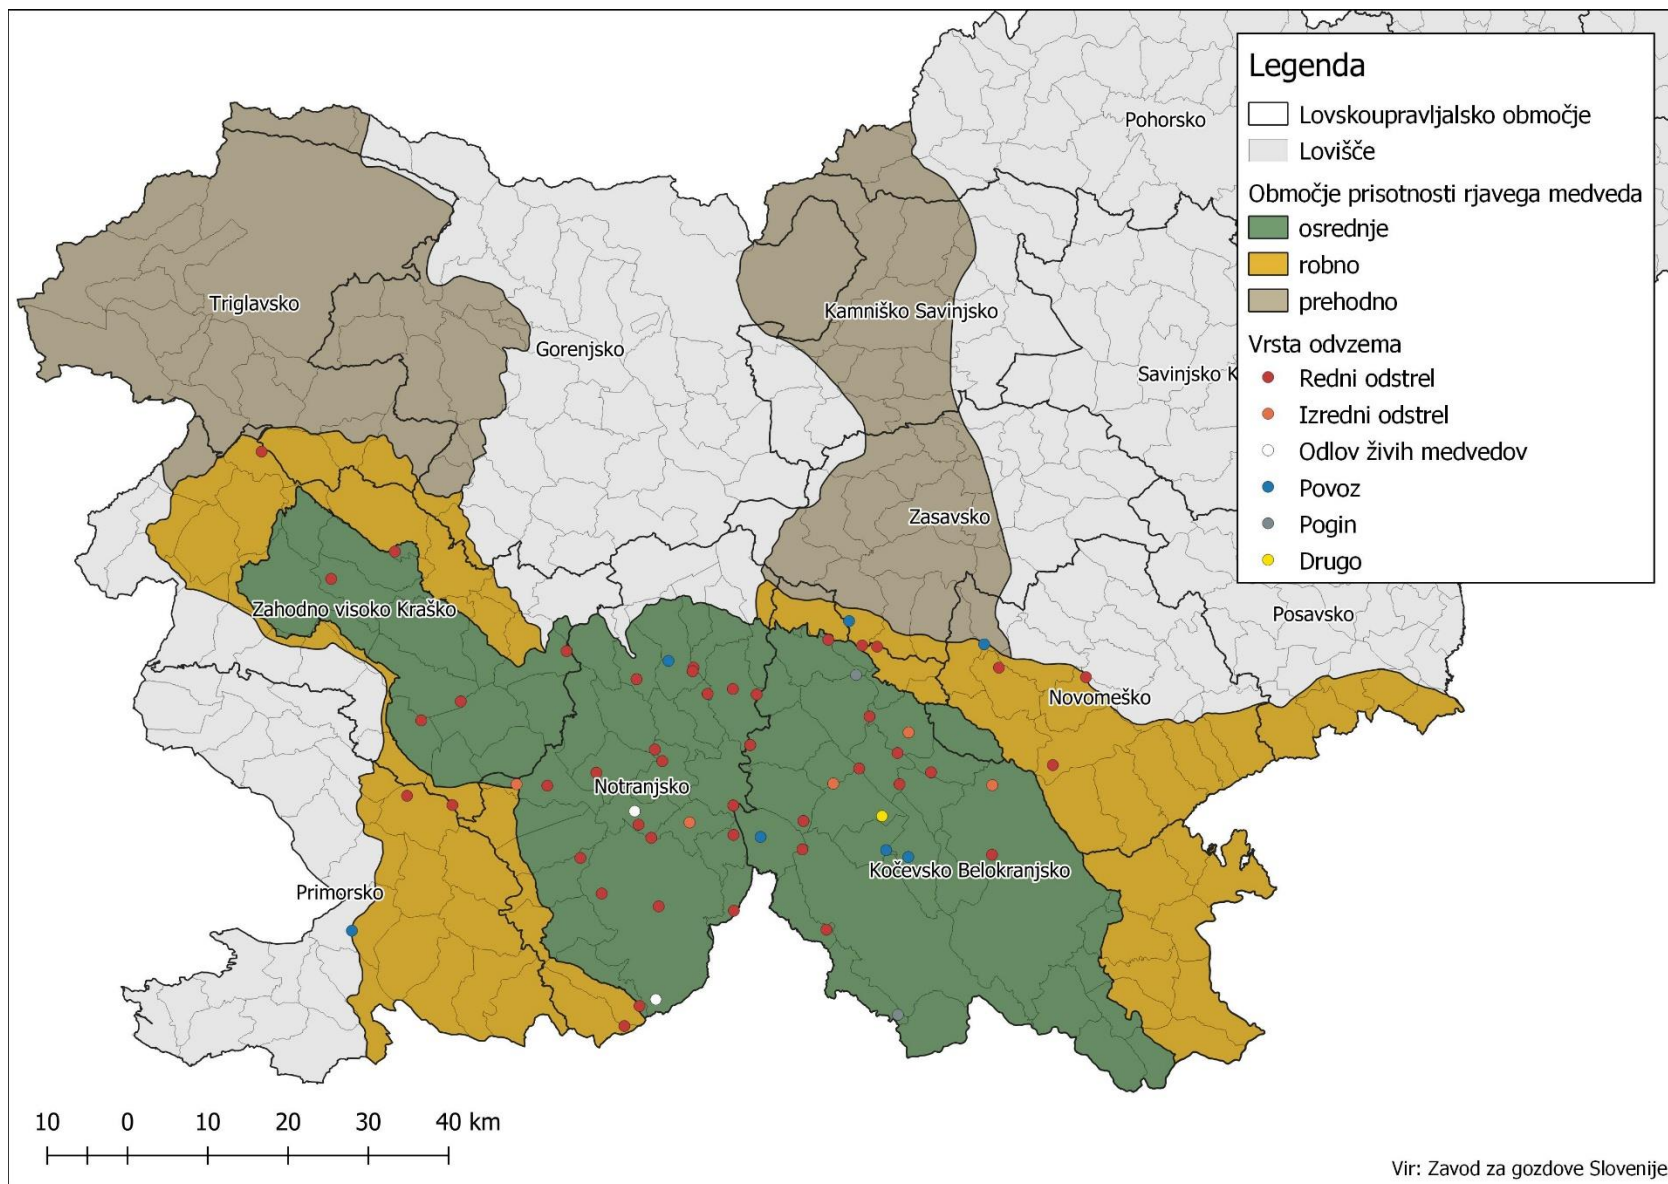 Legenda
Lovskoupravljalsko območje
Lovišče
Območje prisotnosti rjavega medveda
osrednje
robno
prehodno
Vrsta odvzema
Redni odstrel
Izredni odstrel
Odlov živih medvedov
Povoz
Pogin
Drugo
Pohorsko
Triglavsko
Kamniško Savinjsko
Gorenjsko
Savinjsko K
Zasavsko
Zahodno visoko Kraško
Posavsko
Novomeško
Notranjsko
Kočevsko Belokranjsko
Primorsko
10 0 10 20 30 40 km
Vir: Zavod za gozdove Slovenije